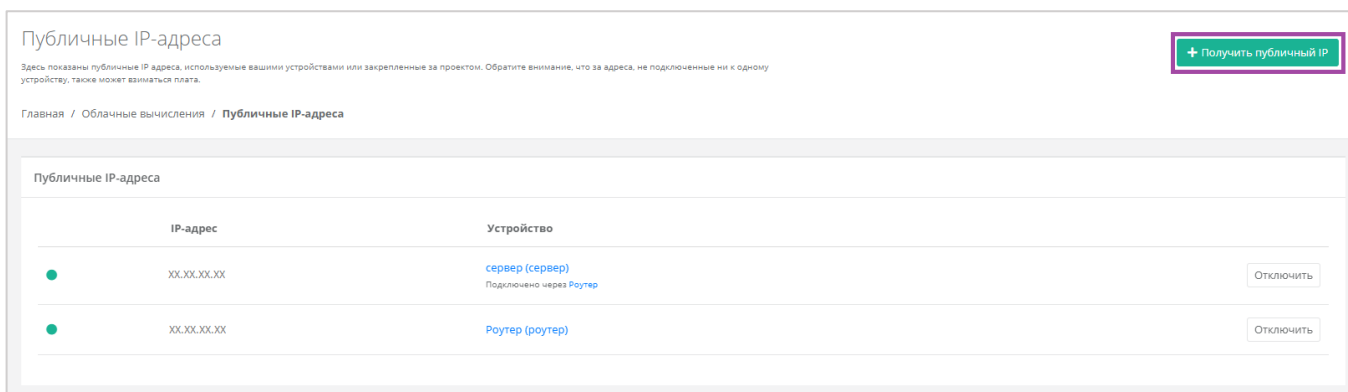 Публичные IP-адреса
+ Получить публичный IP
Здесь показаны публичные IP адреса, используемые вашими устройствами или закрепленные за проектом. Обратите внимание, что за адреса, не подключенные ни к одному
устройству, также может взиматься плата.
Главная / Облачные вычисления / Публичные IP-адреса
Публичные IP-адреса
IP-адрес Устройство
XX.XX.XX.XX сервер (сервер) Отключить
Подключено через Роутер
XX.XX.XX.XX Роутер (роутер) Отключить